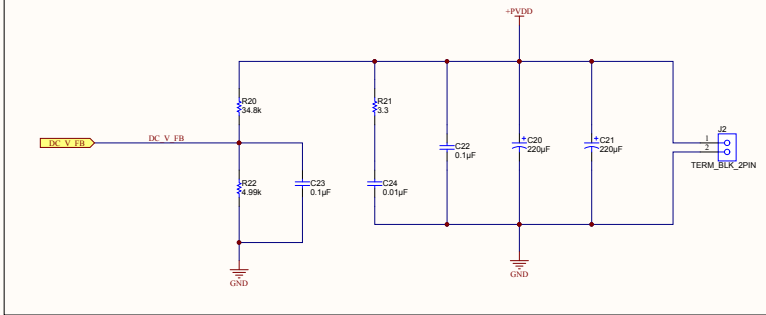 +PVDD
R20
34.8k
R21
3.3
C22
0.1µF
C20
220µF
C21
220µF
J2
1
2
TERM_BLK_2PIN
DC_V_FB
DC_V_FB
R22
4.99k
C23
0.1µF
C24
0.01µF
GND
GND